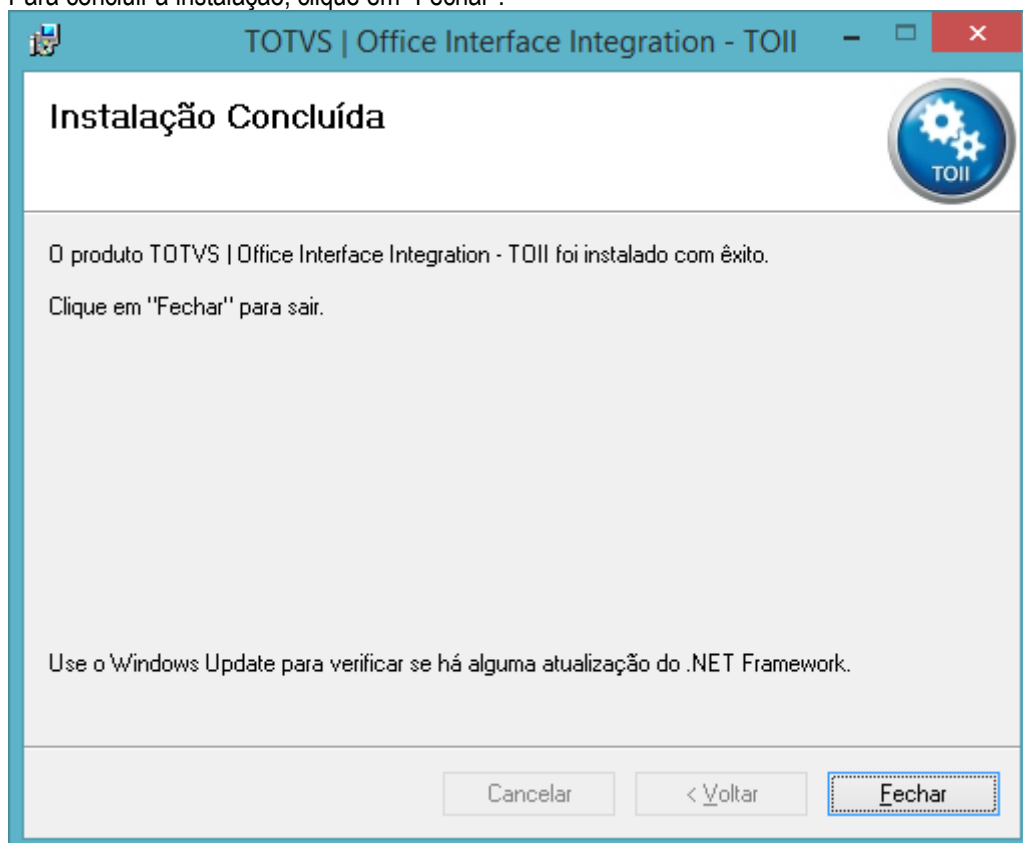 Para concluir a instalação, clique em "Fechar".
TOTVS | Office Interface Integration - TOII
Instalação Concluída
TOII
O produto TOTVS | Office Interface Integration - TOII foi instalado com êxito.
Clique em "Fechar" para sair.
Use o Windows Update para verificar se há alguma atualização do .NET Framework.
Cancelar < Voltar Fechar